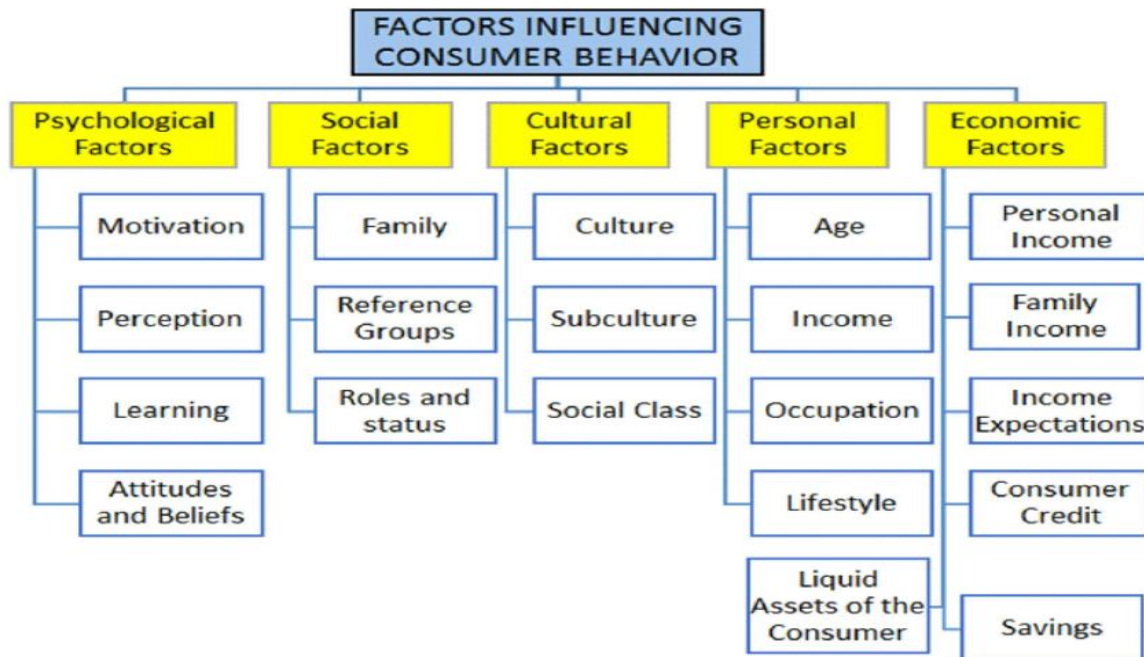 FACTORS INFLUENCING
CONSUMER BEHAVIOR
Psychological
Factors
Motivation
Perception
Learning
Attitudes
and Beliefs
Social
Factors
Family
Reference
Groups
Roles and
status
Cultural
Factors
Culture
Subculture
Social Class
Personal
Factors
Age
Income
Occupation
Lifestyle
Economic
Factors
Personal
Income
Family
Income
Income
Expectations
Consumer
Credit
Liquid
Assets of the
Consumer
Savings